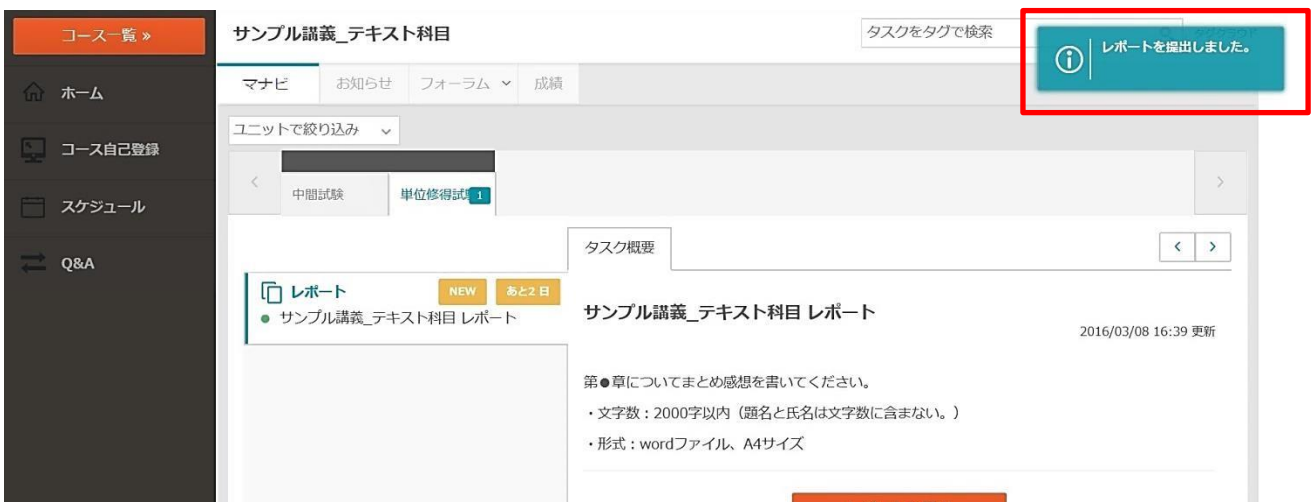 コース一覧 »
ホーム
コース自己登録
スケジュール
Q&A
サンプル講義_テキスト科目
タスクをタグで検索
レポートを提出しました。
マナビ
お知らせ
フォーラム
成績
ユニットで絞り込み
中間試験
単位修得試
1
タスク概要
レポート
NEW
あと2日
サンプル講義_テキスト科目 レポート
サンプル講義_テキスト科目 レポート
2016/03/08 16:39 更新
第●章についてまとめ感想を書いてください。
・文字数：2000字以内（題名と氏名は文字数に含まない。）
・形式：wordファイル、A4サイズ